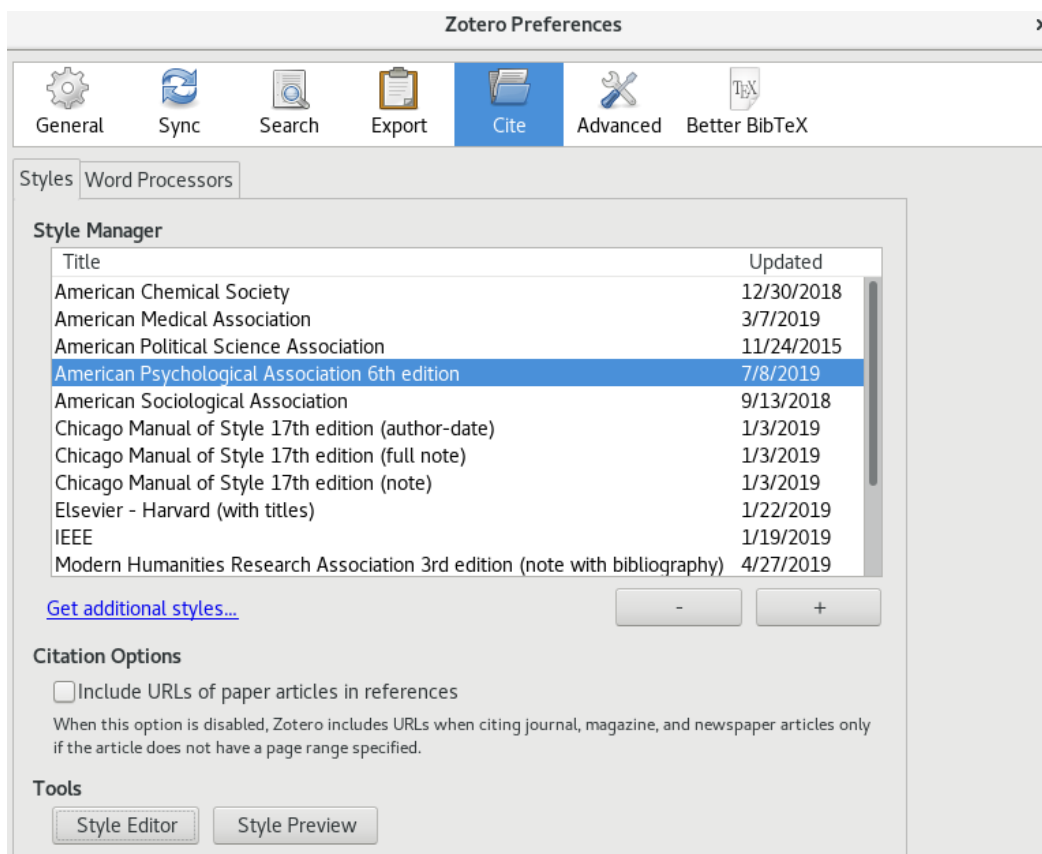 Zotero Preferences
General Sync Search Export Cite Advanced TEX Better BibTeX
Styles Word Processors
Style Manager
Title Updated
American Chemical Society 12/30/2018
American Medical Association 3/7/2019
American Political Science Association 11/24/2015
American Psychological Association 6th edition 7/8/2019
American Sociological Association 9/13/2018
Chicago Manual of Style 17th edition (author-date) 1/3/2019
Chicago Manual of Style 17th edition (full note) 1/3/2019
Chicago Manual of Style 17th edition (note) 1/3/2019
Elsevier - Harvard (with titles) 1/22/2019
IEEE 1/19/2019
Modern Humanities Research Association 3rd edition (note with bibliography) 4/27/2019
Get additional styles...
- +
Citation Options
Include URLs of paper articles in references
When this option is disabled, Zotero includes URLs when citing journal, magazine, and newspaper articles only
if the article does not have a page range specified.
Tools
Style Editor Style Preview